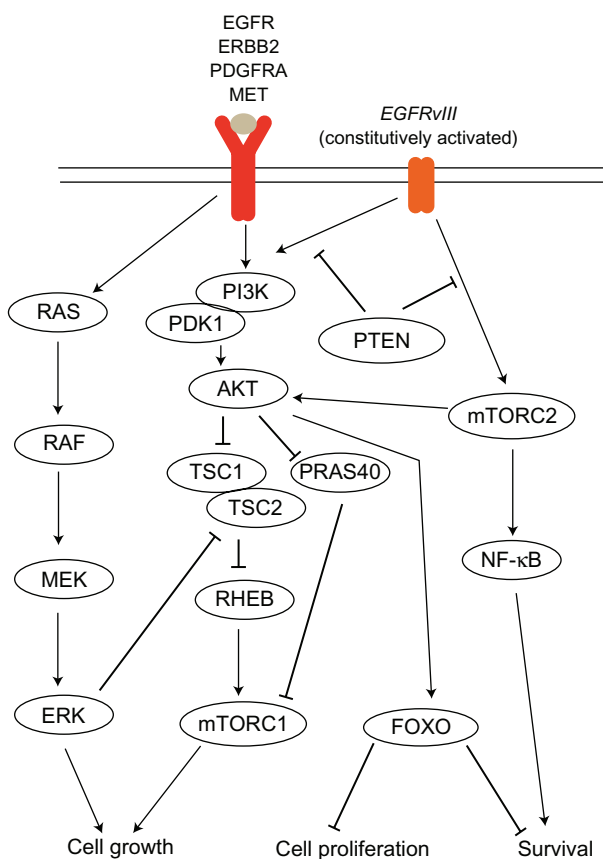 EGFR
ERBB2
PDGFRA
MET
EGFRvIII
(constitutively activated)
PI3K
RAS
PDK1
PTEN
AKT
mTORC2
RAF
TSC1
PRAS40
TSC2
NF-κB
MEK
RHEB
ERK
mTORC1
FOXO
Cell growth
Cell proliferation
Survival